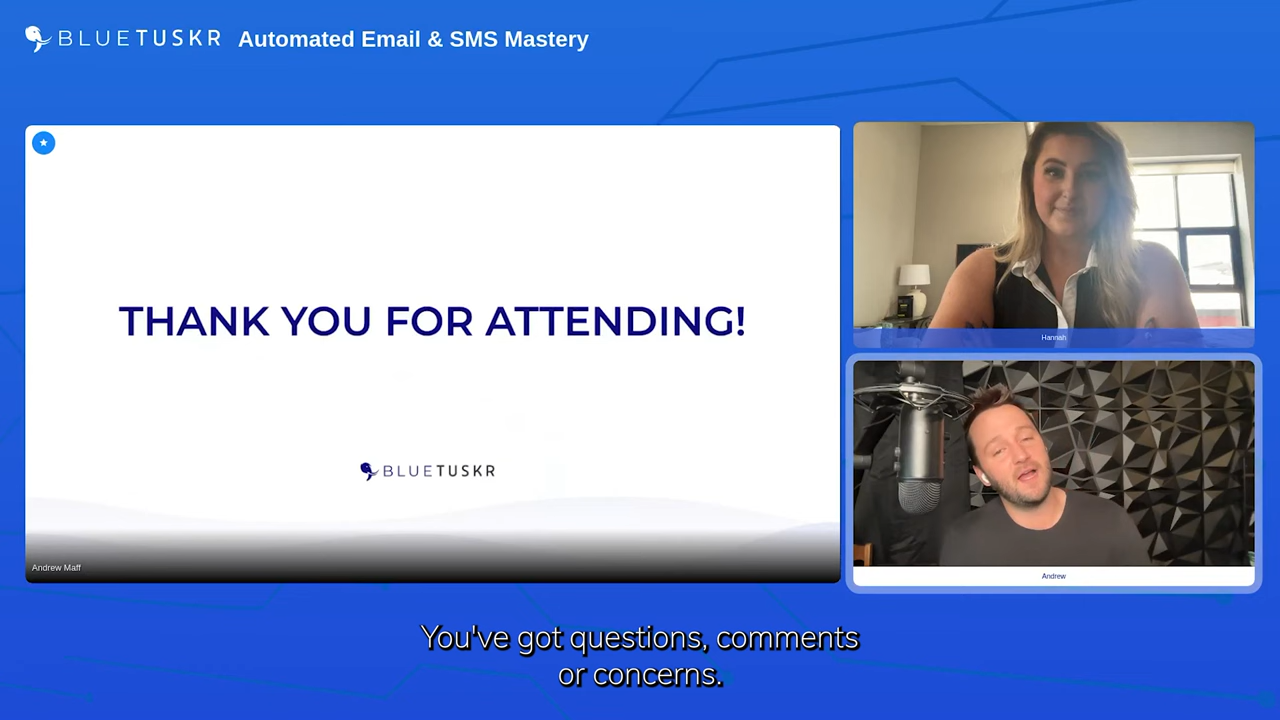 BLUETUSKR Automated Email & SMS Mastery
THANK YOU FOR ATTENDING!
BLUETUSKR
Andrew Maff
Hannah
Andrew
You've got questions, comments
or concerns.